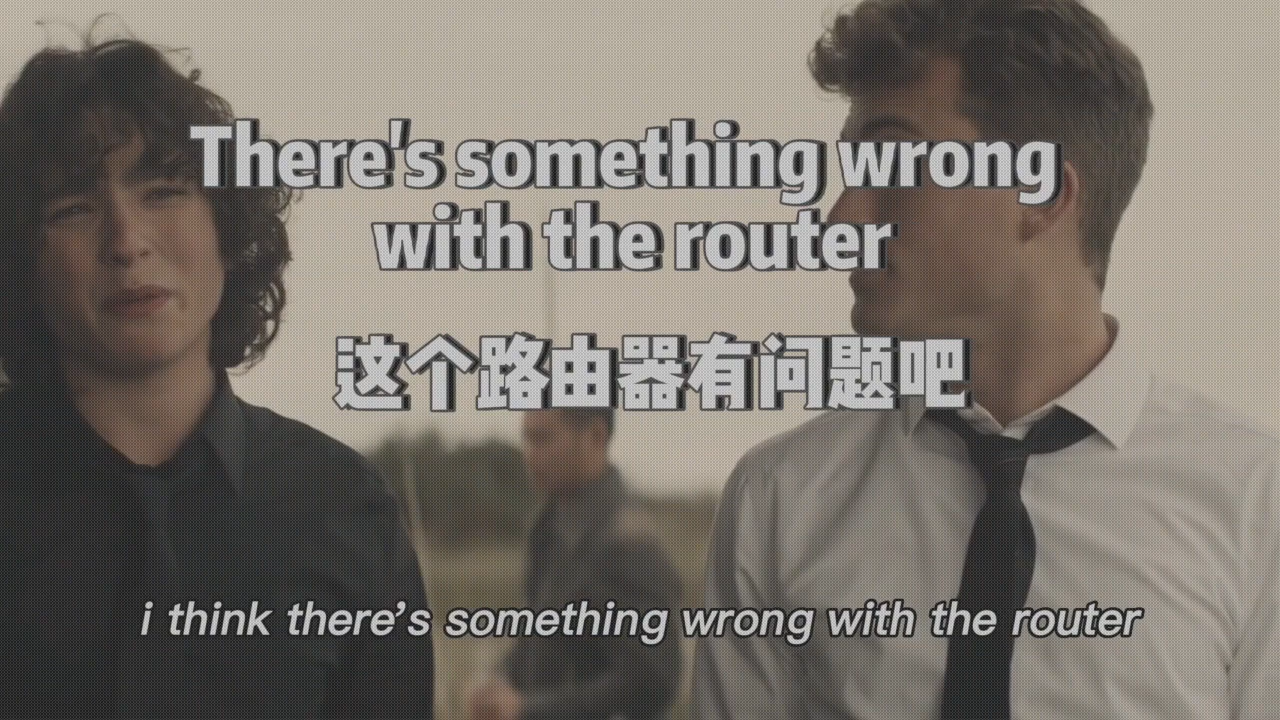 There's something wrong
with the router
这个路由器有问题吧
i think there's something wrong with the router